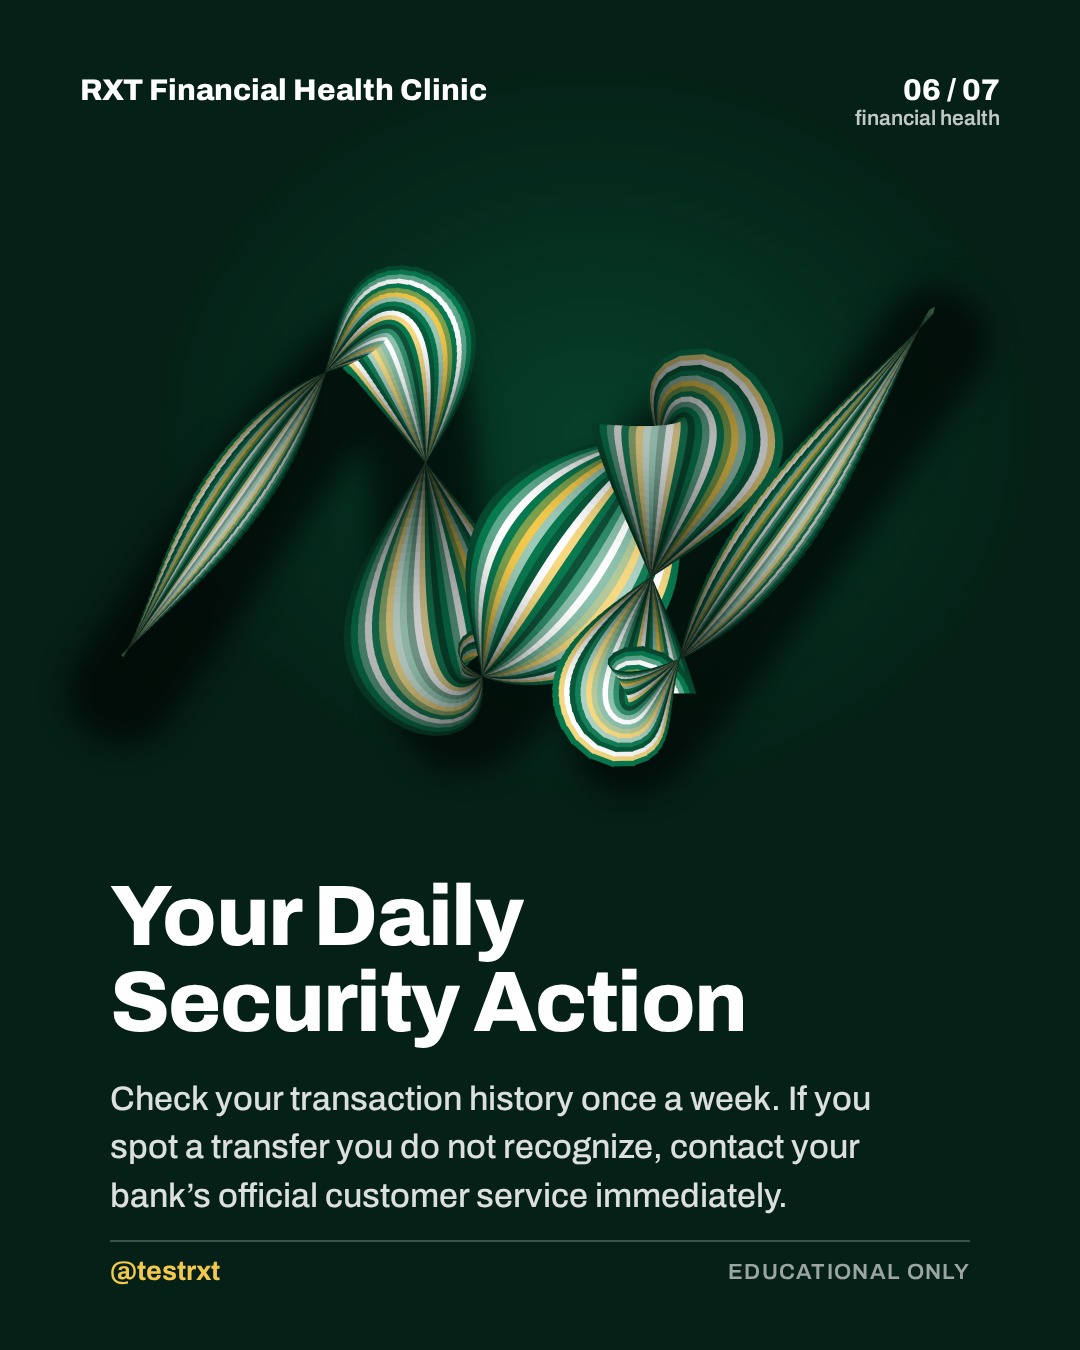 RXT Financial Health Clinic
06 / 07
financial health
Your Daily
Security Action
Check your transaction history once a week. If you
spot a transfer you do not recognize, contact your
bank’s official customer service immediately.
@testrxt
EDUCATIONAL ONLY